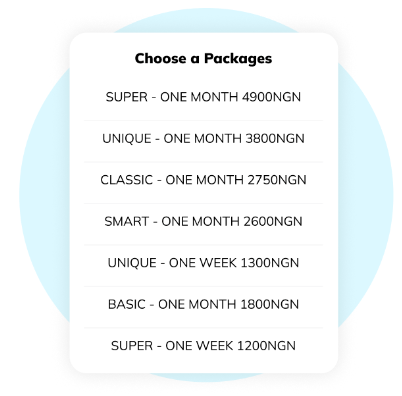 Choose a Packages
SUPER - ONE MONTH 4900NGN
UNIQUE - ONE MONTH 3800NGN
CLASSIC - ONE MONTH 2750NGN
SMART - ONE MONTH 2600NGN
UNIQUE - ONE WEEK 1300NGN
BASIC - ONE MONTH 1800NGN
SUPER - ONE WEEK 1200NGN